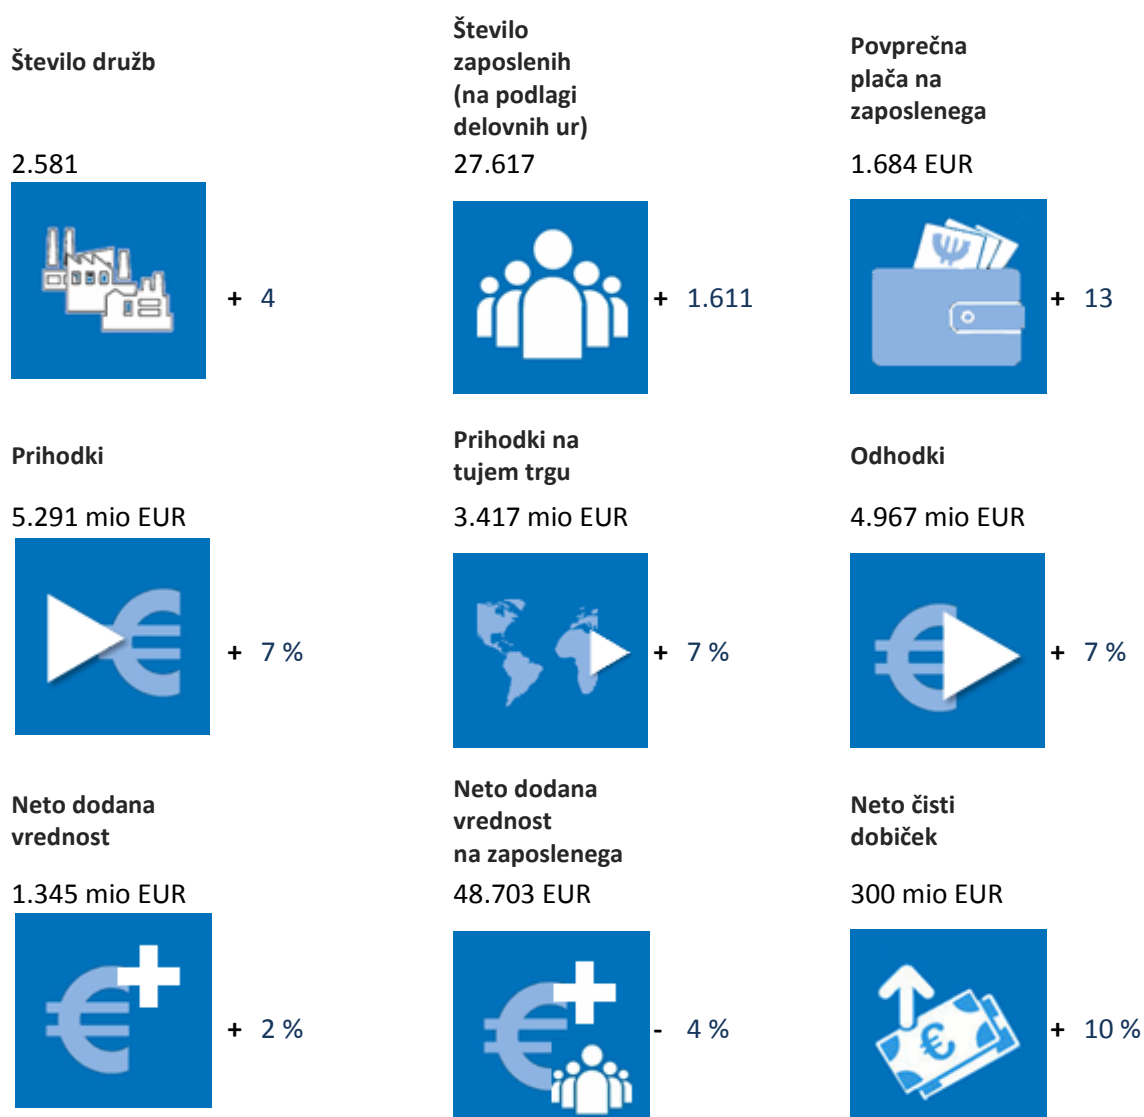 Število družb
2.581
+ 4
Število
zaposlenih
(na podlagi
delovnih ur)
27.617
+ 1.611
Povprečna
plača na
zaposlenega
1.684 EUR
+ 13
Prihodki
5.291 mio EUR
€
+ 7 %
Prihodki na
tujem trgu
3.417 mio EUR
+ 7 %
Odhodki
4.967 mio EUR
€
+ 7 %
Neto dodana
vrednost
1.345 mio EUR
€
+ 2 %
Neto dodana
vrednost
na zaposlenega
48.703 EUR
€
- 4 %
Neto čisti
dobiček
300 mio EUR
€
+ 10 %